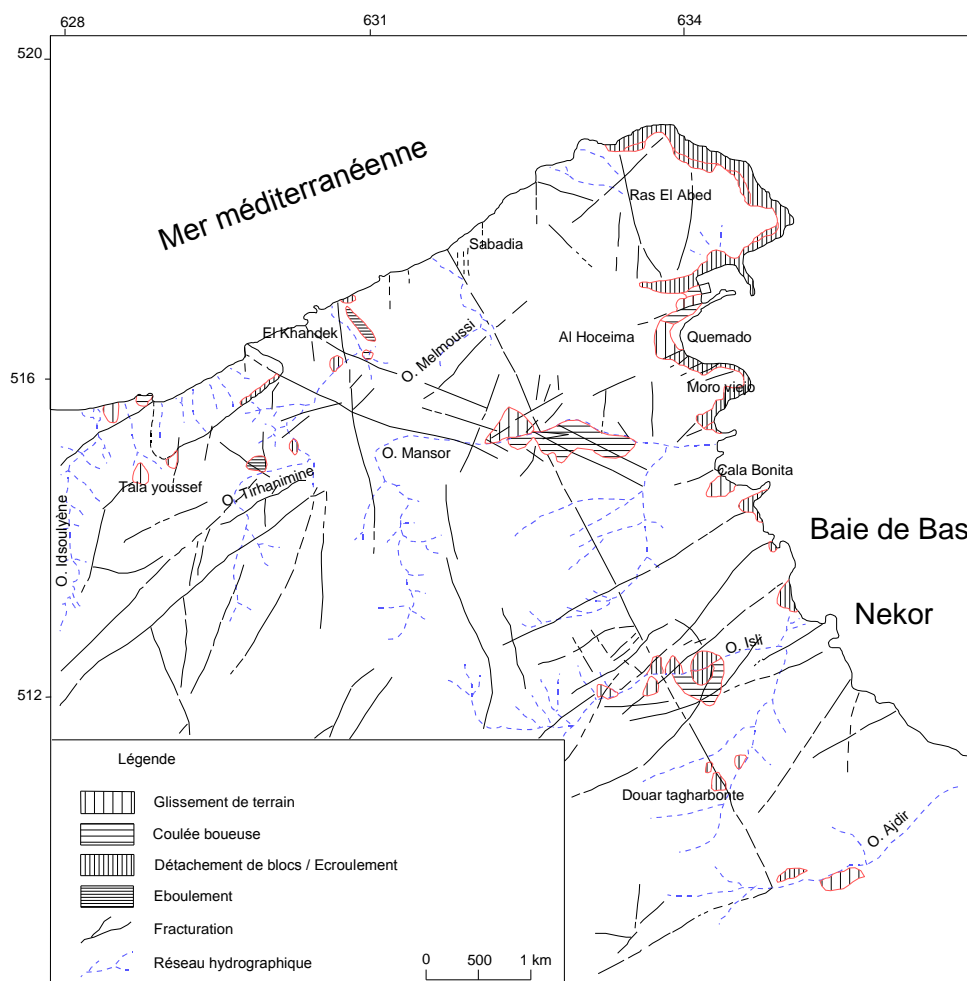 628
631
634
520
516
512
Mer méditerranéenne
Ras El Abed
Sabadia
El Khandek
O. Melmoussi
Al Hoceima
Quemado
Moro viejo
O. Mansor
Cala Bonita
Tala youssef
O. Tirhanimine
O. Idsoulyène
Baie de Bas
Nekor
O. Isli
Douar tagharbonte
O. Ajdir
Légende
Glissement de terrain
Coulée boueuse
Détachement de blocs / Ecroulement
Eboulement
Fracturation
Réseau hydrographique
0 500 1 km